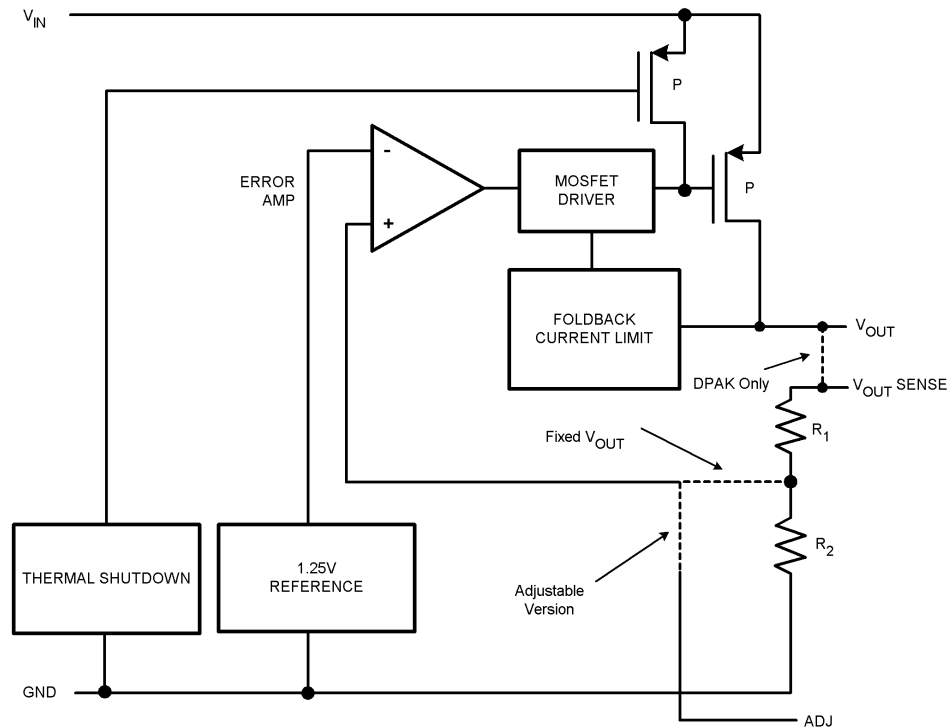 VIN
P
P
ERROR
AMP
-
+
MOSFET
DRIVER
FOLDBACK
CURRENT LIMIT
VOUT
DPAK Only
VOUT SENSE
R1
Fixed VOUT
R2
THERMAL SHUTDOWN
1.25V
REFERENCE
Adjustable
Version
GND
ADJ